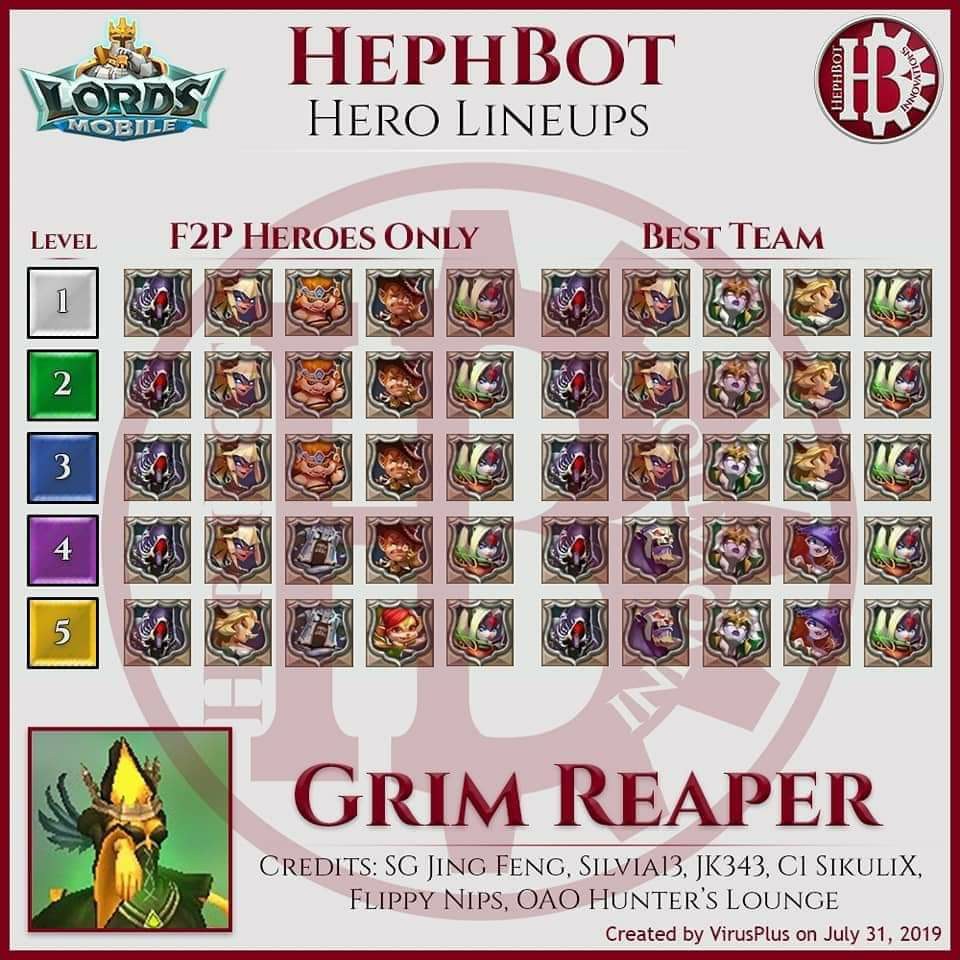 LORDS
MOBILE
HEPHBOT
HERO LINEUPS
HEPHBOT
INNOVATIONS
HB
LEVEL
F2P HEROES ONLY
BEST TEAM
1
2
3
4
5
GRIM REAPER
CREDITS: SG JING FENG, SILVIA13, JK343, C1 SIKULIX,
FLIPPY NIPS, OAO HUNTER'S LOUNGE
Created by VirusPlus on July 31, 2019